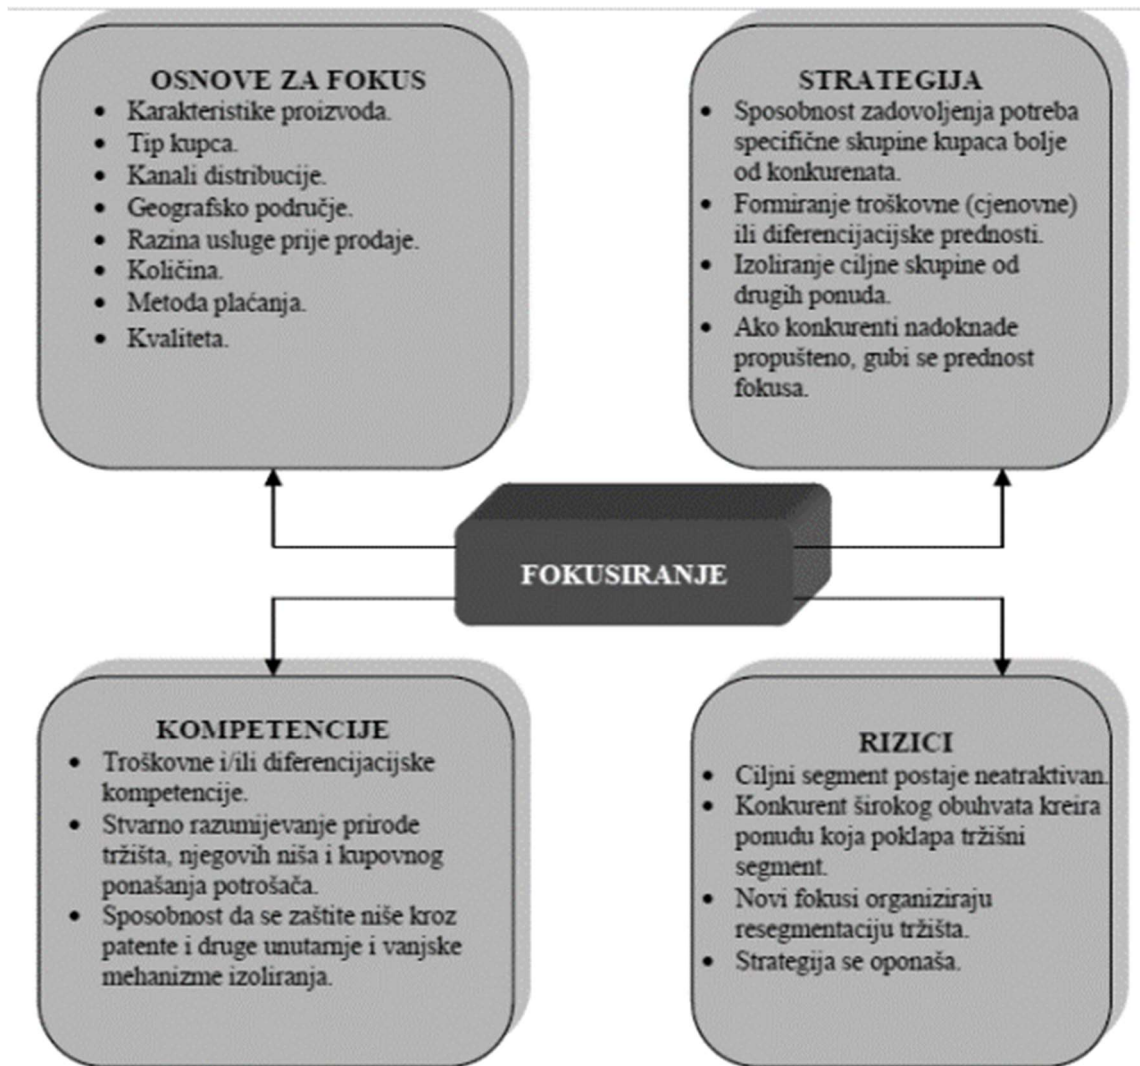 OSNOVE ZA FOKUS
• Karakteristike proizvoda.
• Tip kupca.
• Kanali distribucije.
• Geografsko područje.
• Razina usluge prije prodaje.
• Količina.
• Metoda plaćanja.
• Kvaliteta.
STRATEGIJA
• Sposobnost zadovoljenja potreba
specifične skupine kupaca bolje
od konkurenata.
• Formiranje troškovne (cjenovne)
ili diferencijacijske prednosti.
• Izoliranje ciljne skupine od
drugih ponuda.
• Ako konkurenti nadoknade
propušteno, gubi se prednost
fokusa.
FOKUSIRANJE
KOMPETENCIJE
• Troškovne i/ili diferencijacijske
kompetencije.
• Stvarno razumijevanje prirode
tržišta, njegovih niša i kupovnog
ponašanja potrošača.
• Sposobnost da se zaštite niše kroz
patente i druge unutarnje i vanjske
mehanizme izoliranja.
RIZICI
• Ciljni segment postaje neatraktivan.
• Konkurent širokog obuhvata kreira
ponudu koja poklapa tržišni
segment.
• Novi fokusi organiziraju
resegmentaciju tržišta.
• Strategija se oponaša.